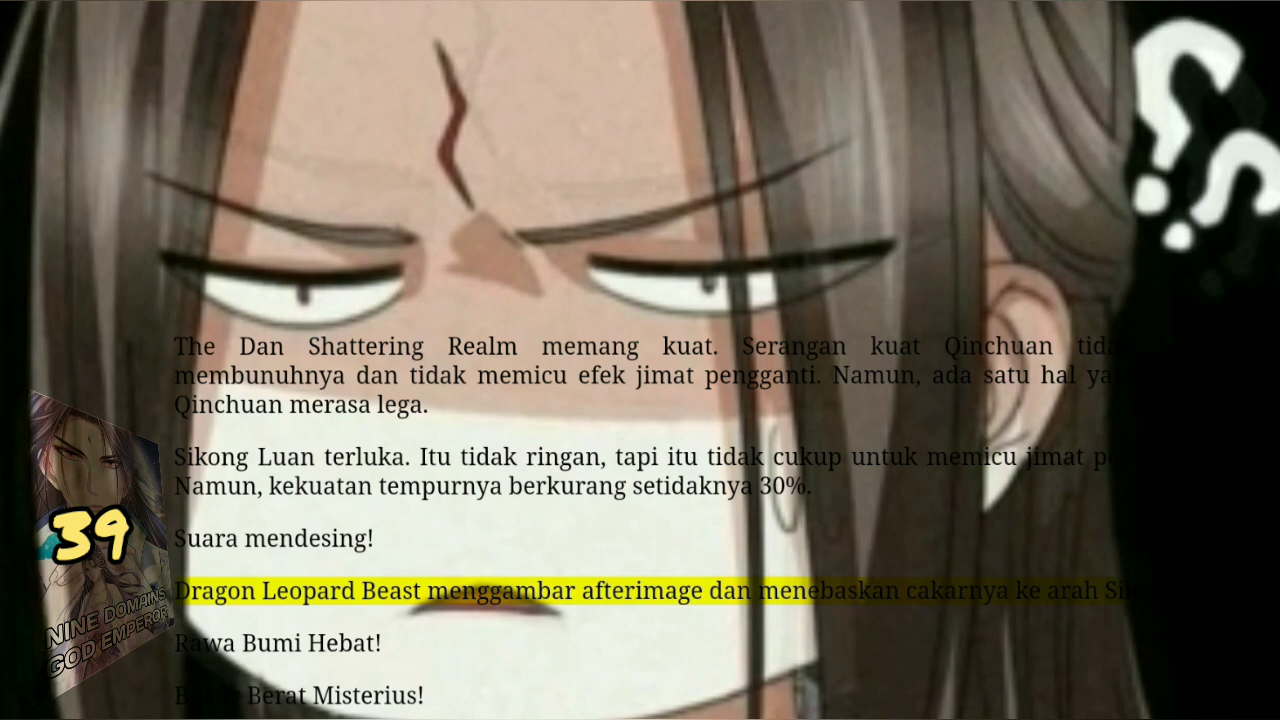 ??
The Dan Shattering Realm memang kuat. Serangan kuat Qinchuan
membunuhnya dan tidak memicu efek jimat pengganti. Namun, ada satu hal
Qinchuan merasa lega.
Sikong Luan terluka. Itu tidak ringan, tapi itu tidak cukup untuk memicu jimat
Namun, kekuatan tempurnya berkurang setidaknya 30%.
Suara mendesing!
Dragon Leopard Beast menggambar afterimage dan menebaskan cakarnya ke arah
Rawa Bumi Hebat!
Berat Misterius!
39
NINE DOMAINS
GOD EMPEROR